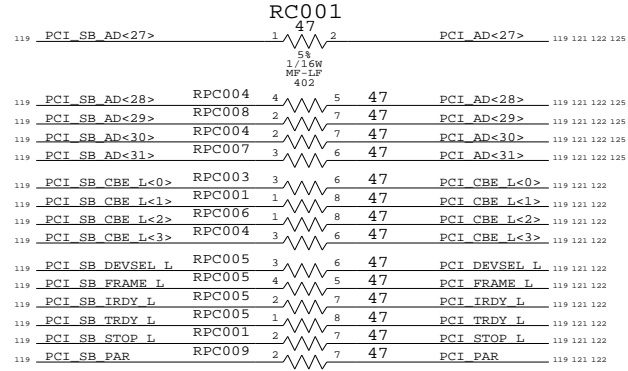 RC001
47
119 PCI_SB_AD<27> 1 2 PCI_AD<27> 119 121 122 125
5%
1/16W
MF-LF
402
119 PCI_SB_AD<28> RPC004 4 5 47 PCI_AD<28> 119 121 122 125
119 PCI_SB_AD<29> RPC008 2 7 47 PCI_AD<29> 119 121 122 125
119 PCI_SB_AD<30> RPC004 2 7 47 PCI_AD<30> 119 121 122 125
119 PCI_SB_AD<31> RPC007 3 6 47 PCI_AD<31> 119 121 122 125
119 PCI_SB_CBE_L<0> RPC003 3 6 47 PCI_CBE_L<0> 119 121 122
119 PCI_SB_CBE_L<1> RPC001 1 8 47 PCI_CBE_L<1> 119 121 122
119 PCI_SB_CBE_L<2> RPC006 1 8 47 PCI_CBE_L<2> 119 121 122
119 PCI_SB_CBE_L<3> RPC004 3 6 47 PCI_CBE_L<3> 119 121 122
119 PCI_SB_DEVSEL_L RPC005 3 6 47 PCI_DEVSEL_L 119 121 122
119 PCI_SB_FRAME_L RPC005 4 5 47 PCI_FRAME_L 119 121 122
119 PCI_SB_IRDY_L RPC005 2 7 47 PCI_IRDY_L 119 121 122
119 PCI_SB_TRDY_L RPC005 1 8 47 PCI_TRDY_L 119 121 122
119 PCI_SB_STOP_L RPC001 2 7 47 PCI_STOP_L 119 121 122
119 PCI_SB_PAR RPC009 2 7 47 PCI_PAR 119 121 122